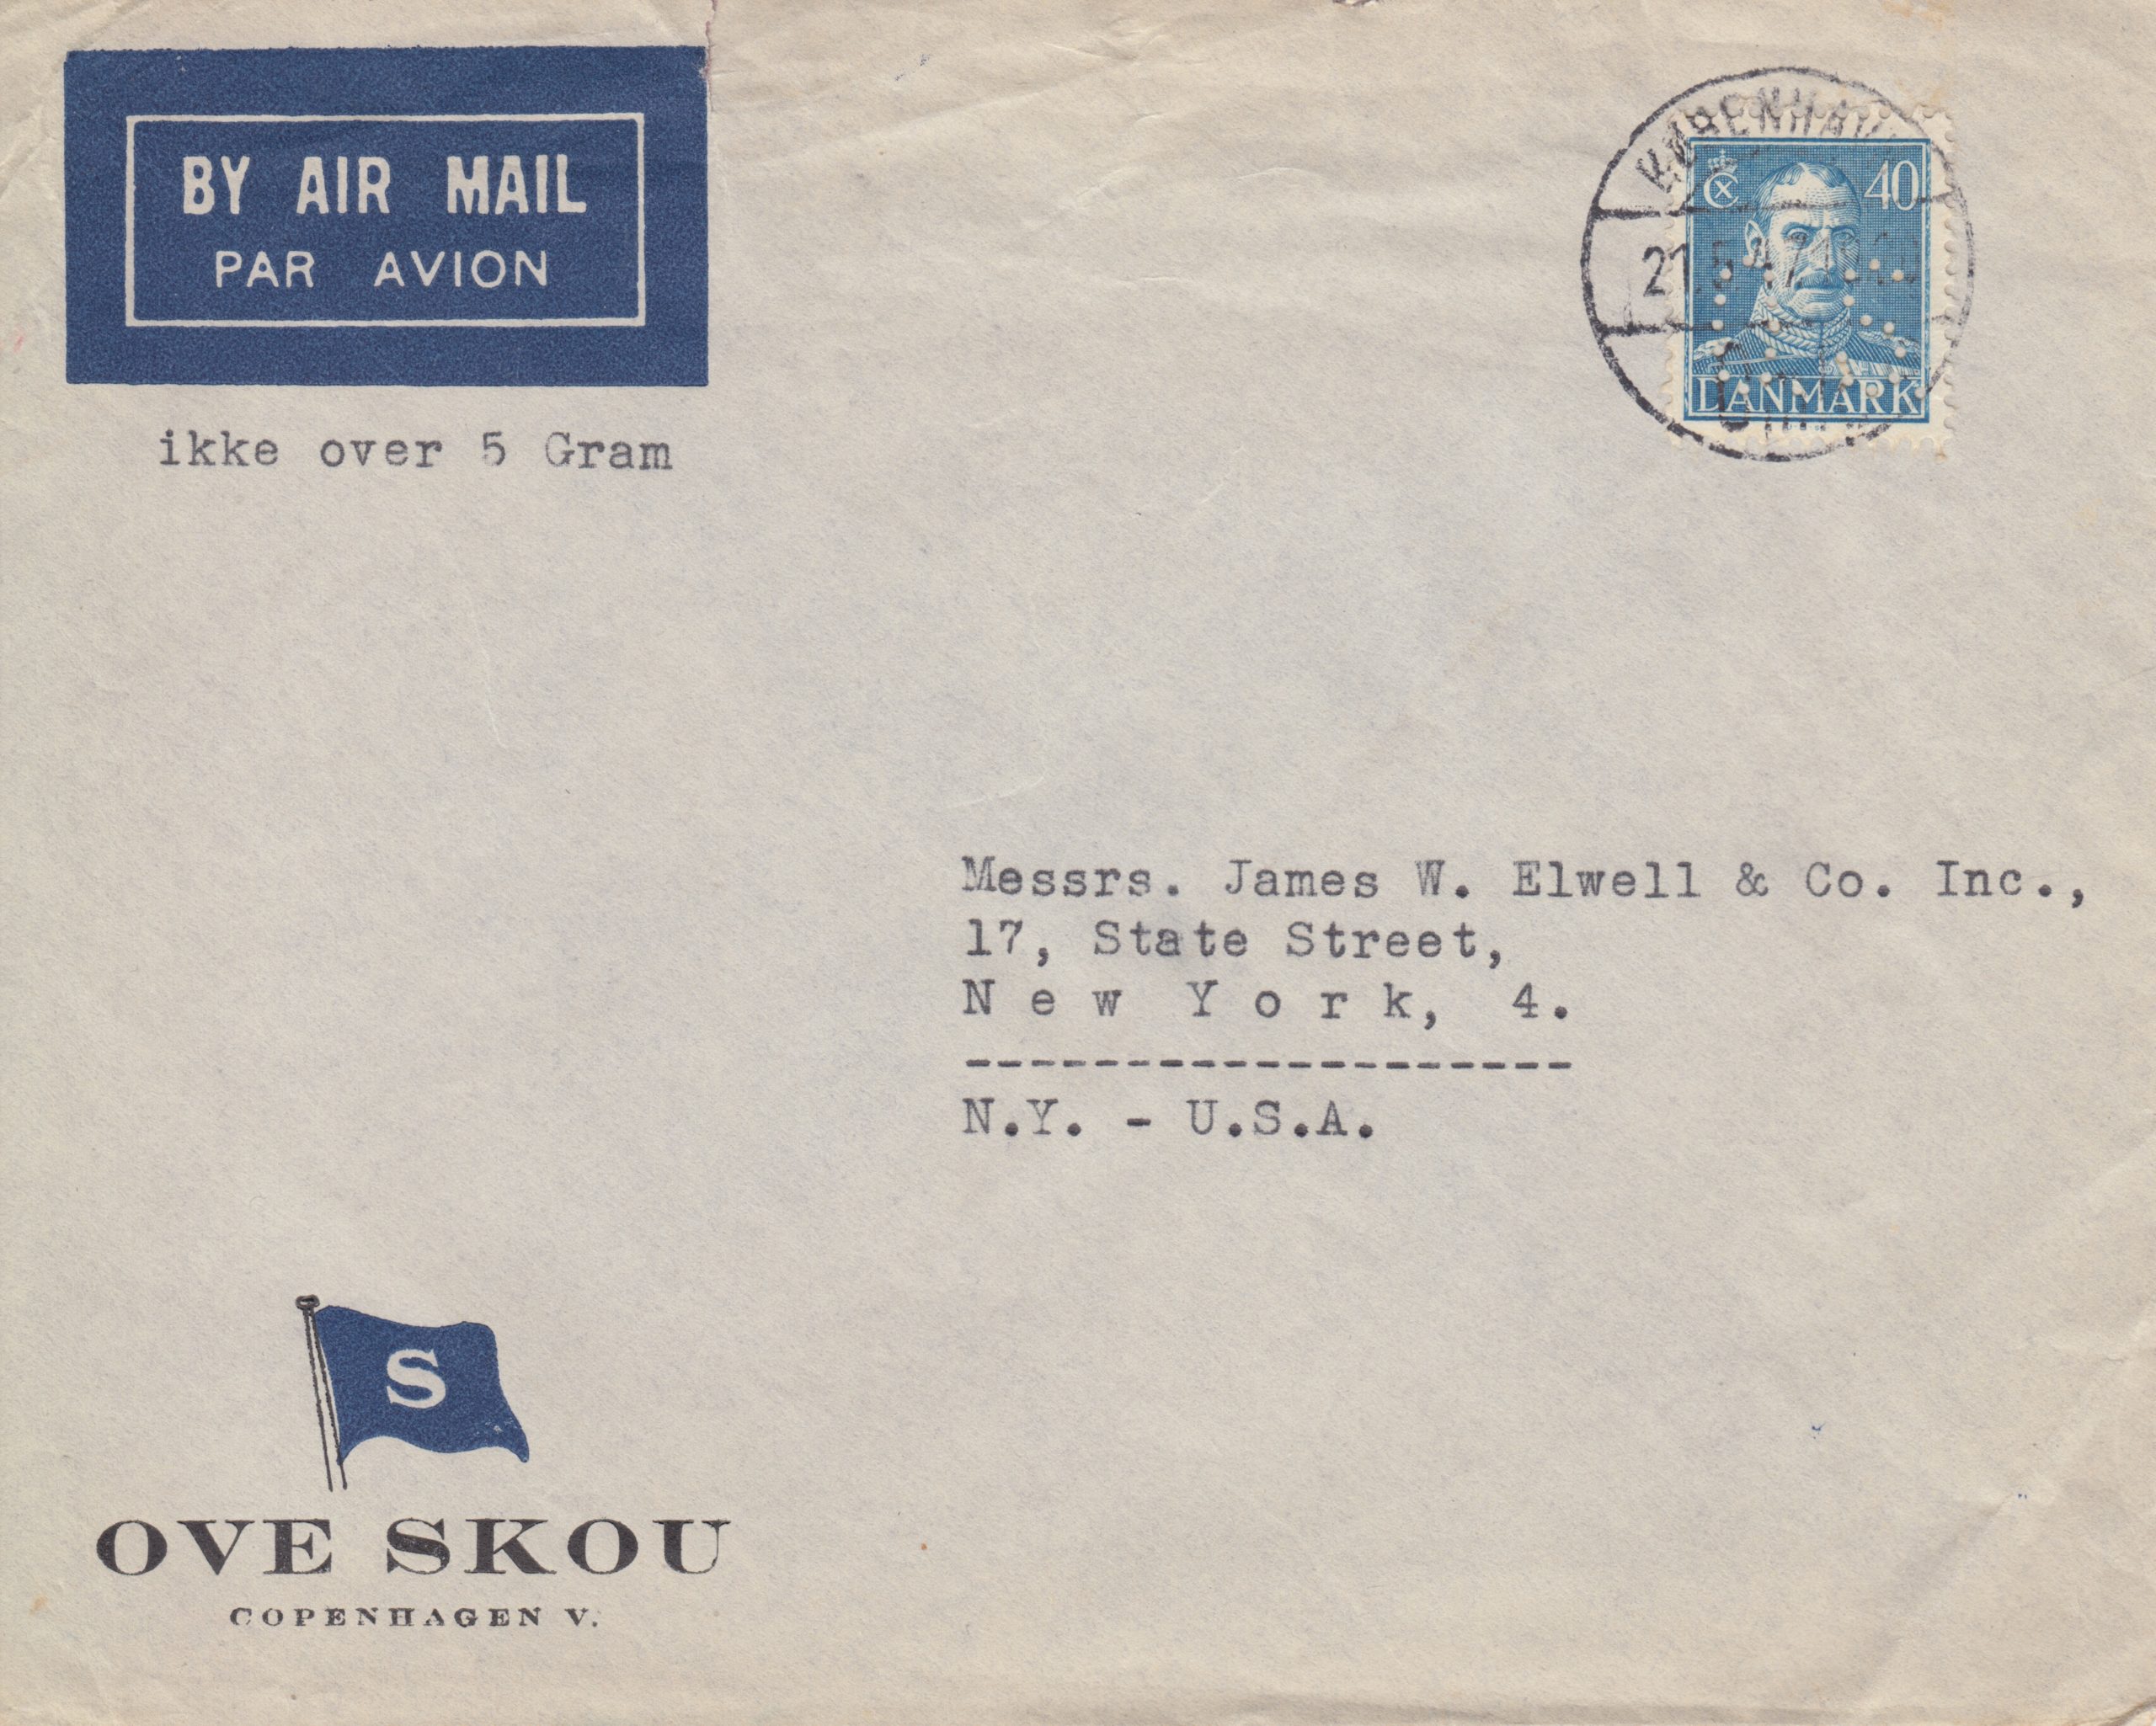 BY AIR MAIL
PAR AVION
ikke over 5 Gram
KØBENHAVN
40
DANMARK
Messrs. James W. Elwell & Co. Inc.,
17, State Street,
N e w Y o r k, 4.
-------------------
N.Y. - U.S.A.
S
OVE SKOU
COPENHAGEN V.